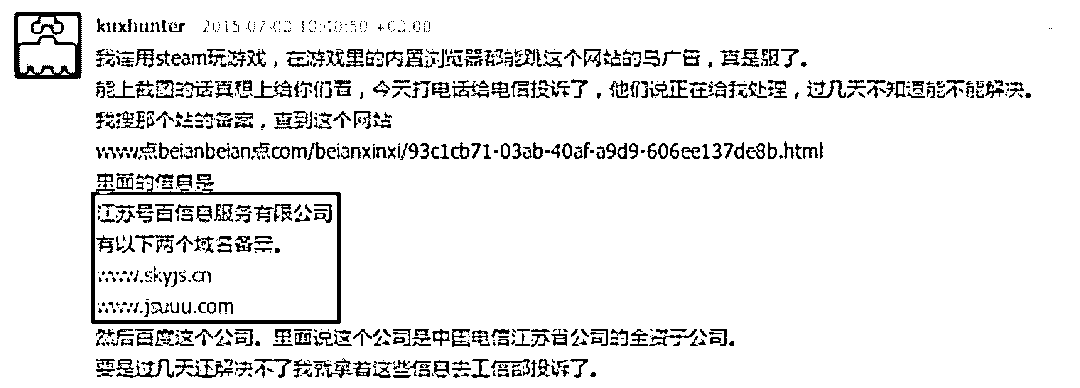 kuxhunter 2015-07-02
我连用steam玩游戏，在游戏里的内置浏览器都能跳这个网站的鸟广告，真是服了。
能上截图的话真想上给你们看，今天打电话给电信投诉了，他们说正在给我处理，过几天不知道能不能解决。
我搜那个站的备案，查到这个网站
www点beianbeian点com/beianxinxi/93c1cb71-03ab-40af-a9d9-606ee137de8b.html
里面的信息是
江苏号百信息服务有限公司
有以下两个域名备案。
www.skyjs.cn
www.jsuuu.com
然后百度这个公司。里面说这个公司是中国电信江苏省公司的全资子公司。
要是过几天还解决不了我就拿着这些信息去工信部投诉了。